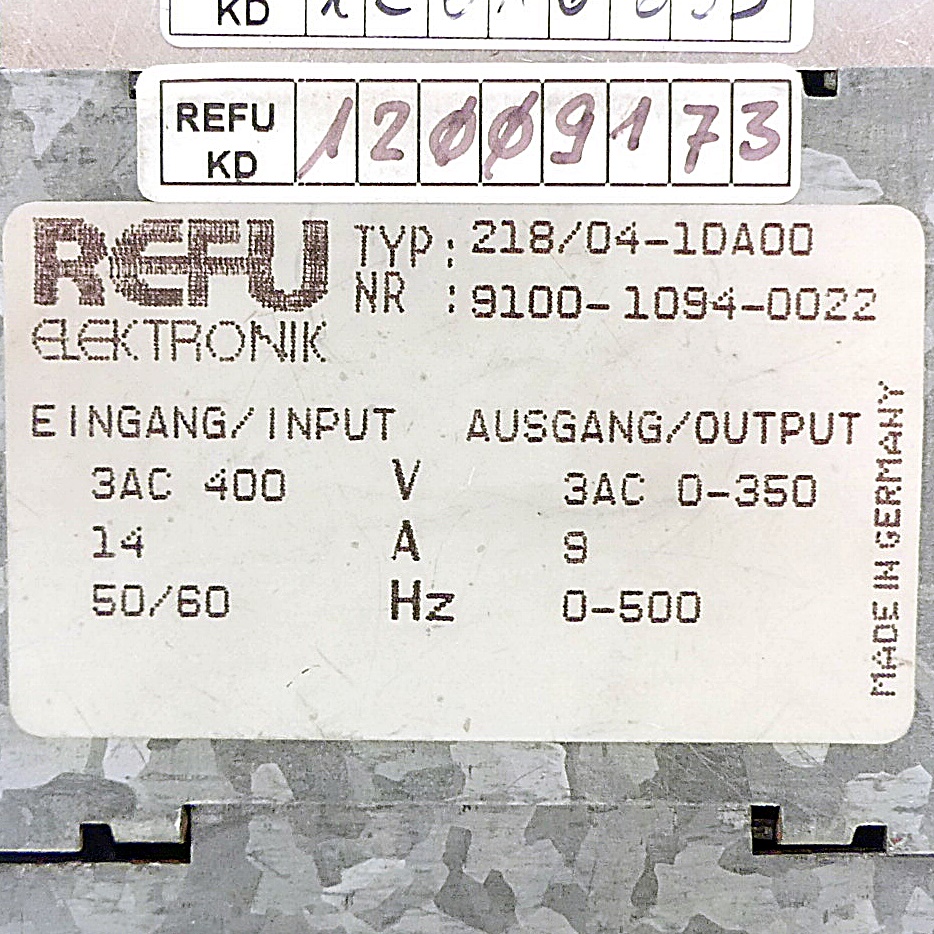 KD
REFU
KD 12009173
REFU
ELEKTRONIK
TYP: 218/04-1DA00
NR : 9100-1094-0022
EINGANG/INPUT AUSGANG/OUTPUT
3AC 400 V 3AC 0-350
14 A 9
50/60 Hz 0-500
MADE IN GERMANY